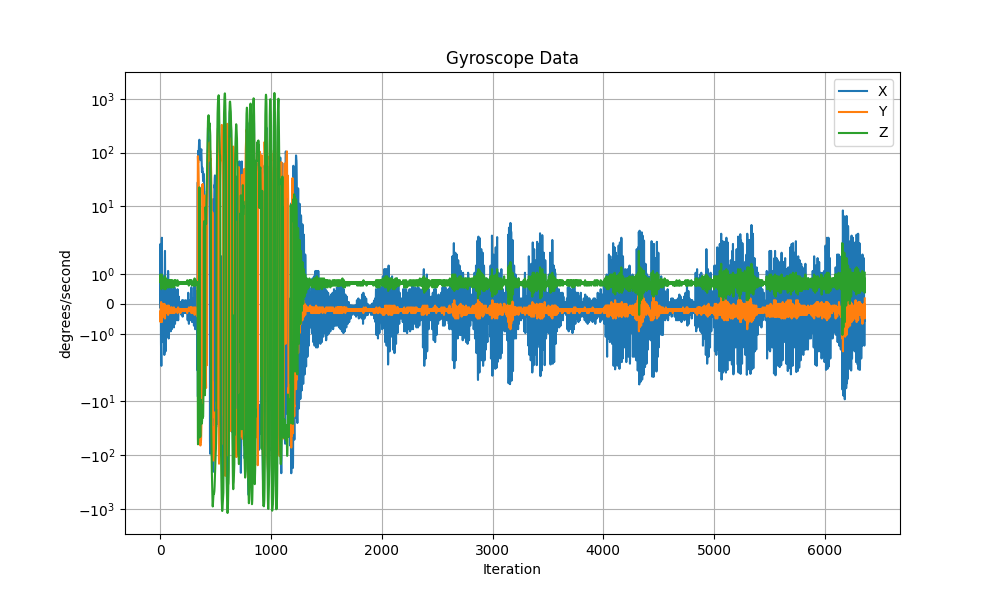 Gyroscope Data
degrees/second
10³
10²
10¹
10⁰
0
−10⁰
−10¹
−10²
−10³
X
Y
Z
0 1000 2000 3000 4000 5000 6000
Iteration